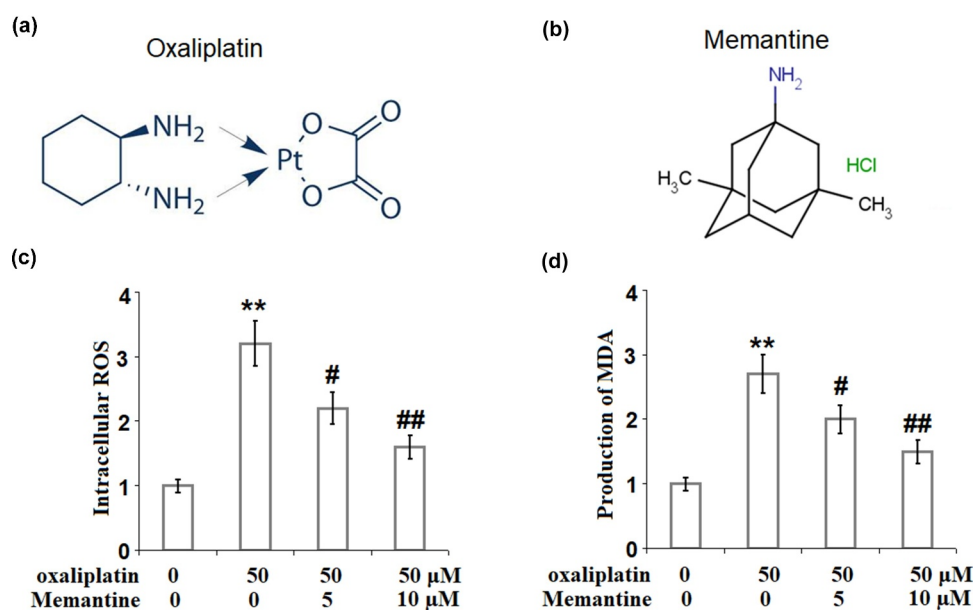 (a)
Oxaliplatin
NH2
NH2
Pt
O
O
O
O
(b)
Memantine
NH2
HCl
H3C
CH3
(c)
Intracellular ROS
4
3
2
1
0
**
#
##
oxaliplatin 0 50 50 50 μM
Memantine 0 0 5 10 μM
(d)
Production of MDA
4
3
2
1
0
**
#
##
0 50 50 50 μM
0 0 5 10 μM